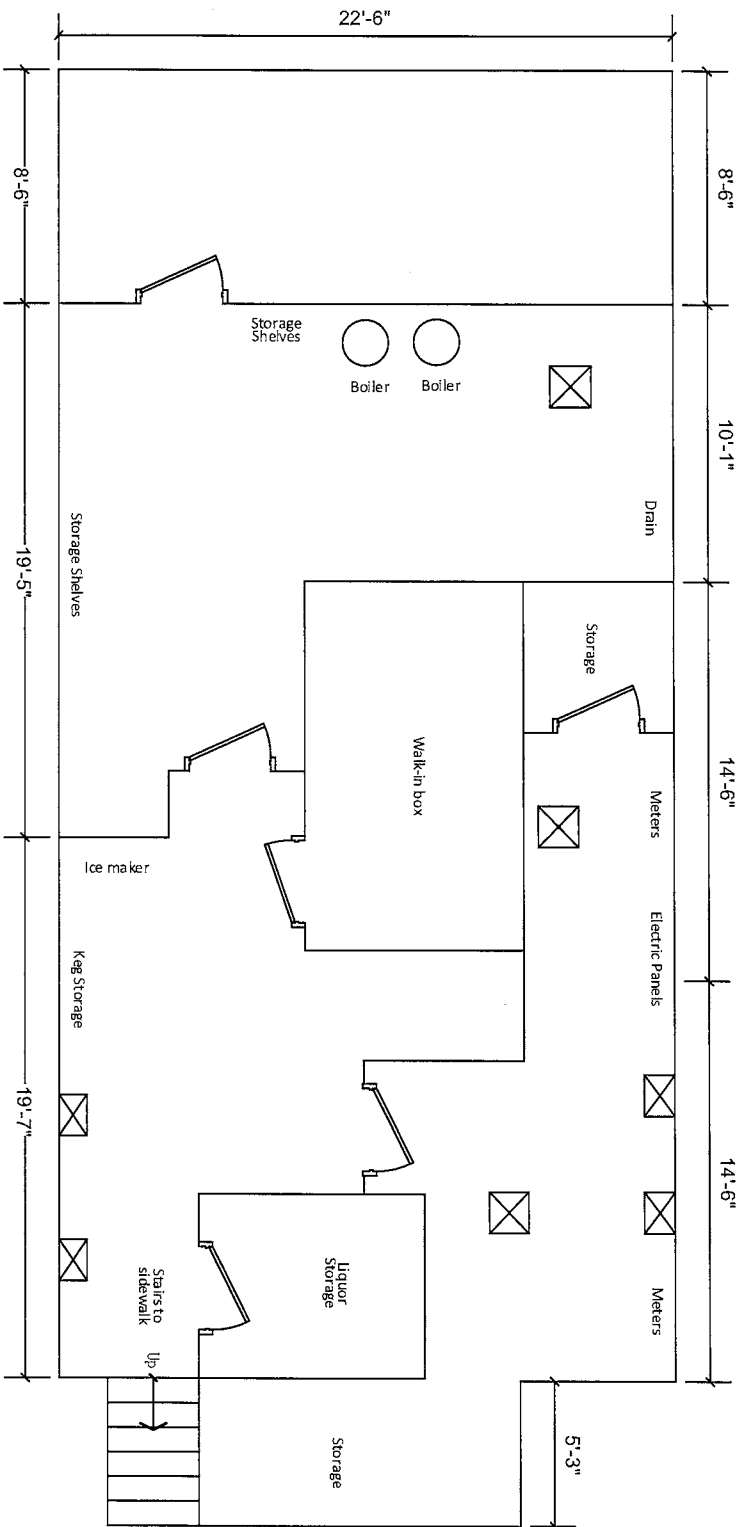 22'-6"
8'-6"
8'-6"
Storage
Shelves
Boiler
Boiler
10'-1"
Drain
Storage Shelves
19'-5"
Storage
14'-6"
Walk-in box
Meters
Ice maker
Electric Panels
Keg Storage
19'-7"
14'-6"
Liquor
Storage
Stairs to
sidewalk
Up
Meters
Storage
5'-3"